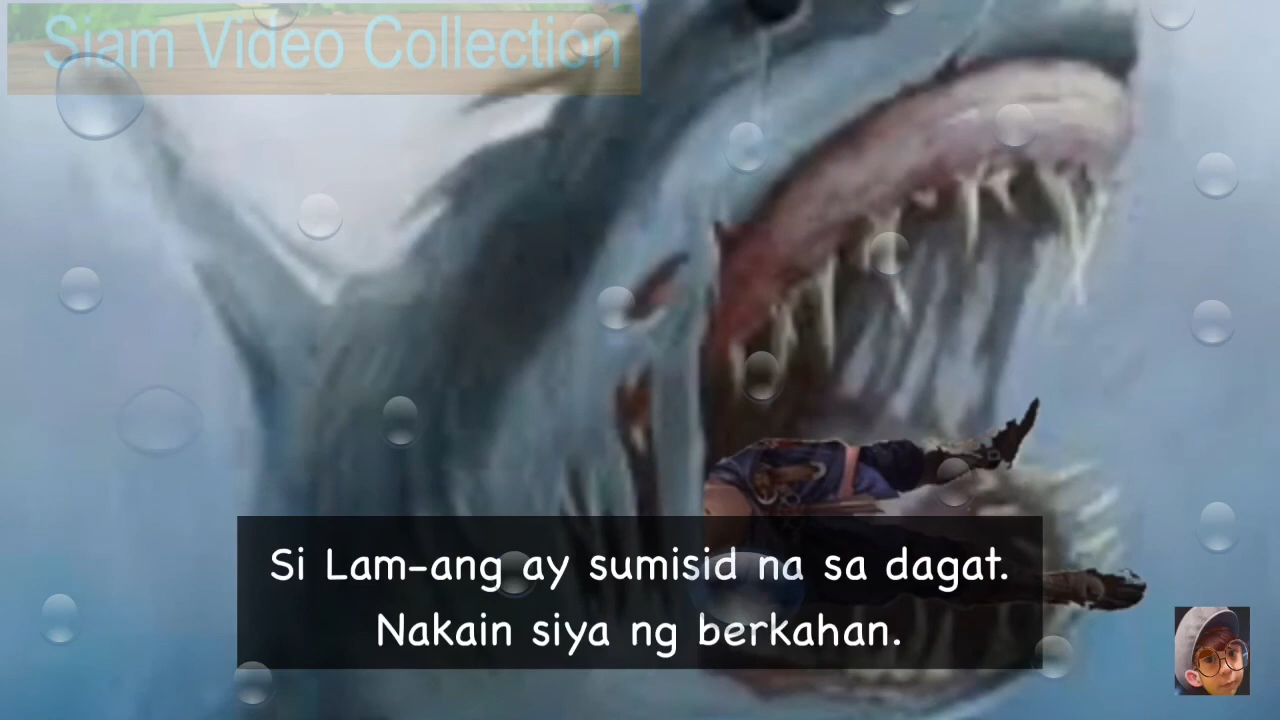 Siam Video Collection
Si Lam-ang ay sumisid na sa dagat.
Nakain siya ng berkahan.